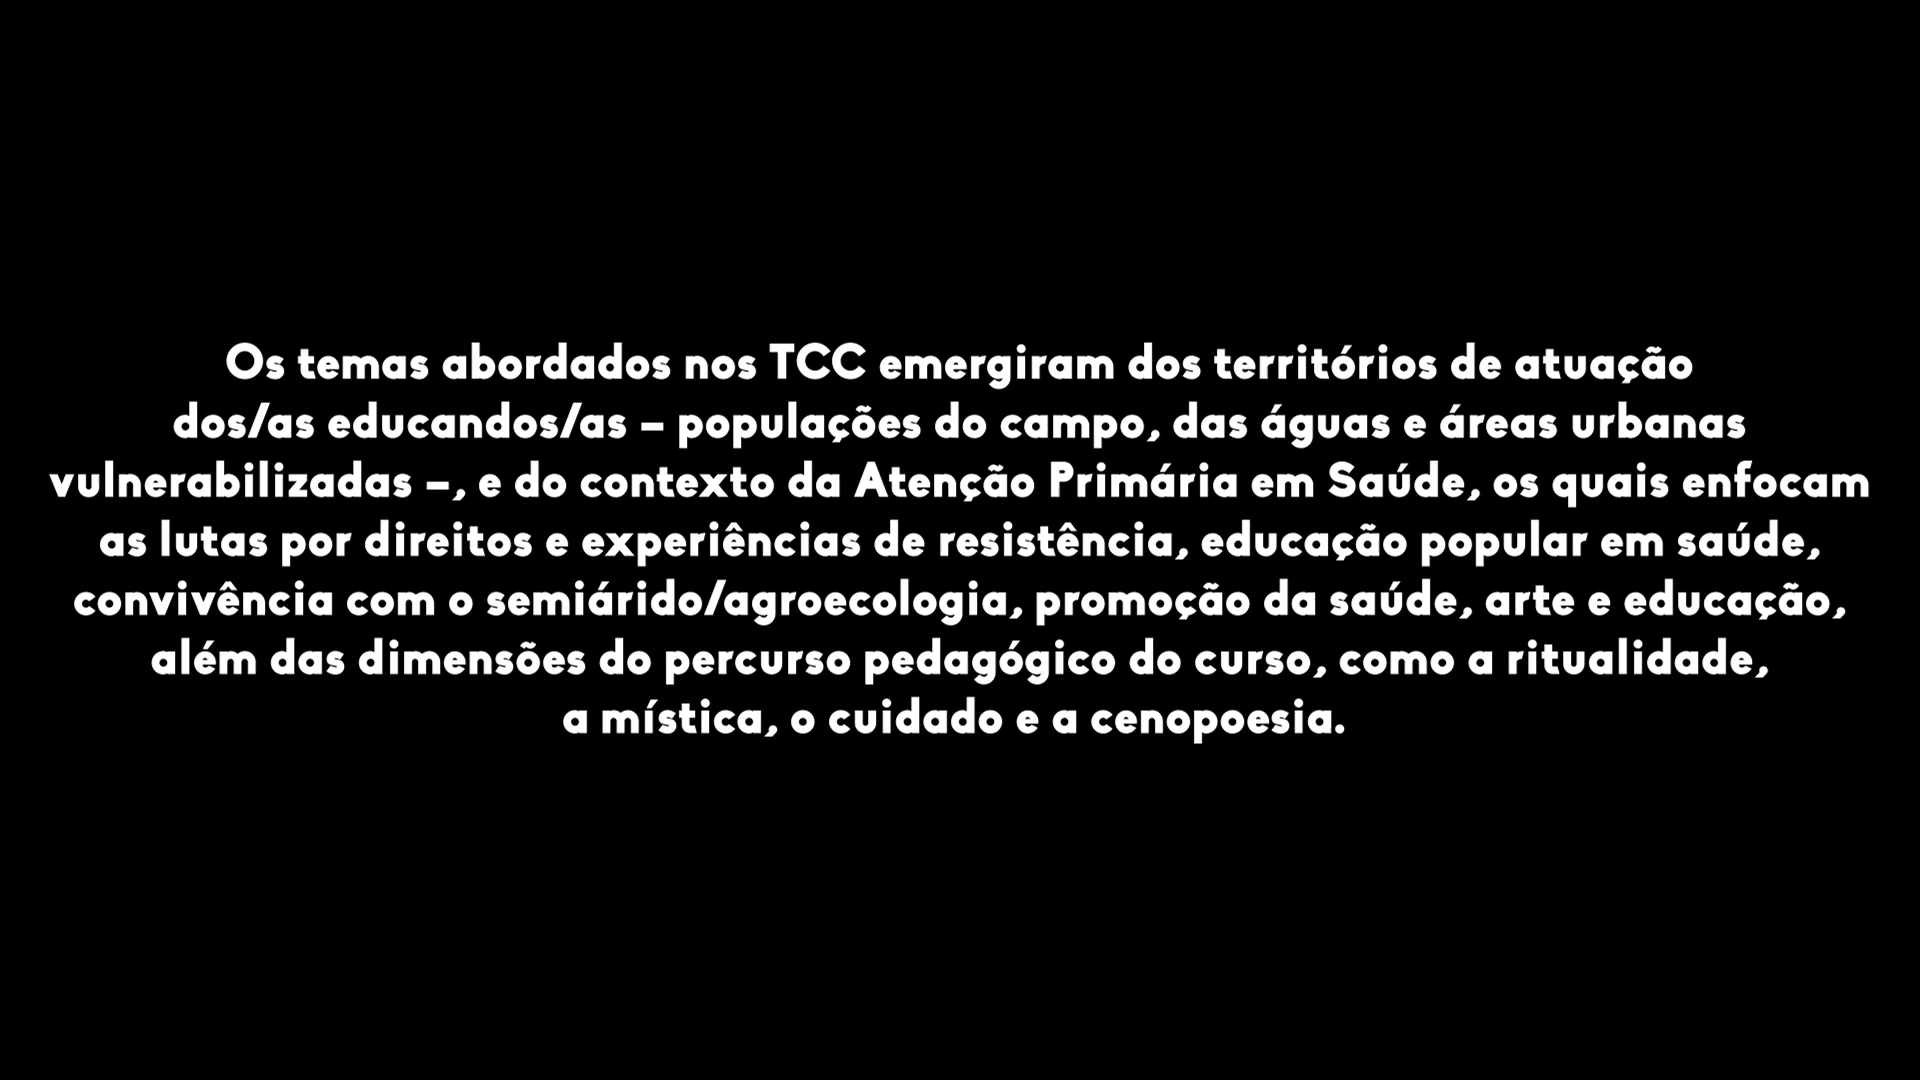 Os temas abordados nos TCC emergiram dos territórios de atuação
dos/as educandos/as – populações do campo, das águas e áreas urbanas
vulnerabilizadas –, e do contexto da Atenção Primária em Saúde, os quais enfocam
as lutas por direitos e experiências de resistência, educação popular em saúde,
convivência com o semiárido/agroecologia, promoção da saúde, arte e educação,
além das dimensões do percurso pedagógico do curso, como a ritualidade,
a mística, o cuidado e a cenopoesia.